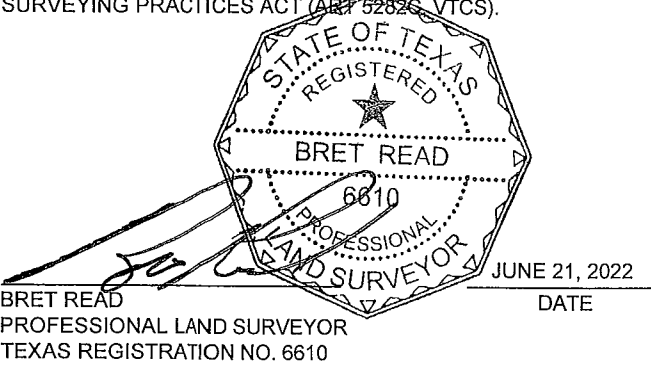 SURVEYING PRACTICES ACT (ART 5282C, VTCS).
STATE OF TEXAS
REGISTERED
BRET READ
6610
PROFESSIONAL
LAND SURVEYOR
JUNE 21, 2022
BRET READ
DATE
PROFESSIONAL LAND SURVEYOR
TEXAS REGISTRATION NO. 6610